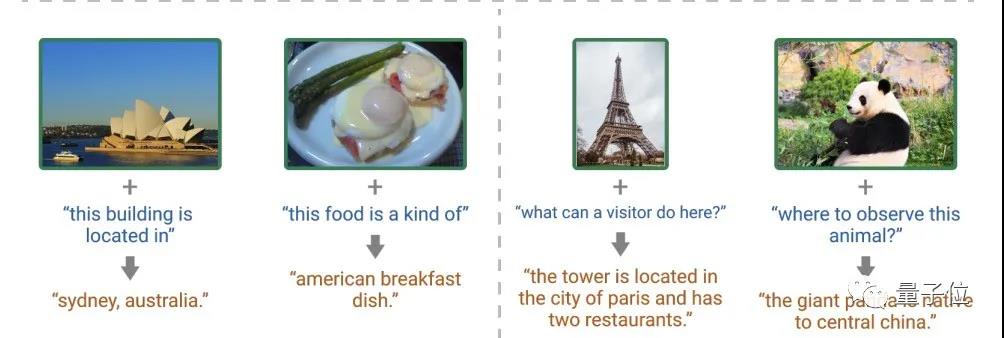 +
"this building is
located in"
"sydney, australia."
+
"this food is a kind of"
"american breakfast
dish."
+
"what can a visitor do here?"
"the tower is located in
the city of paris and has
two restaurants."
+
"where to observe this
animal?"
"the giant panda is native
to central china."
量子位